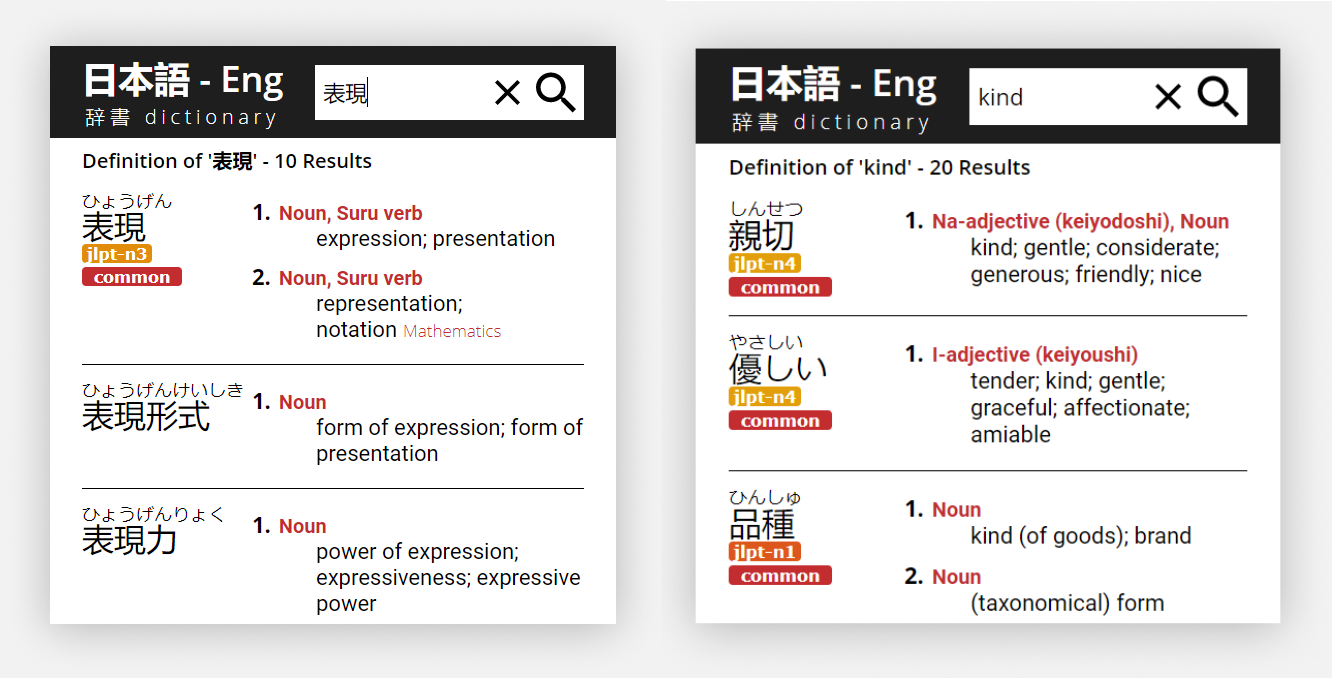 日本語 - Eng
辞書 dictionary
表現
Definition of '表現' - 10 Results
ひょうげん
表現
jlpt-n3
common
1. Noun, Suru verb
expression; presentation
2. Noun, Suru verb
representation;
notation Mathematics
ひょうげんけいしき
表現形式
1. Noun
form of expression; form of
presentation
ひょうげんりょく
表現力
1. Noun
power of expression;
expressiveness; expressive
power
日本語 - Eng
辞書 dictionary
kind
Definition of 'kind' - 20 Results
しんせつ
親切
jlpt-n4
common
1. Na-adjective (keiyodoshi), Noun
kind; gentle; considerate;
generous; friendly; nice
やさしい
優しい
jlpt-n4
common
1. I-adjective (keiyoushi)
tender; kind; gentle;
graceful; affectionate;
amiable
ひんしゅ
品種
jlpt-n1
common
1. Noun
kind (of goods); brand
2. Noun
(taxonomical) form